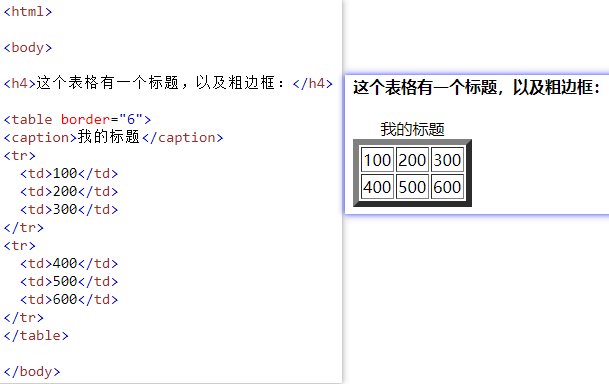 <html>
<body>
<h4>这个表格有一个标题，以及粗边框：</h4>
<table border="6">
<caption>我的标题</caption>
<tr>
<td>100</td>
<td>200</td>
<td>300</td>
</tr>
<tr>
<td>400</td>
<td>500</td>
<td>600</td>
</tr>
</table>
</body>
这个表格有一个标题，以及粗边框：
我的标题
100 200 300
400 500 600